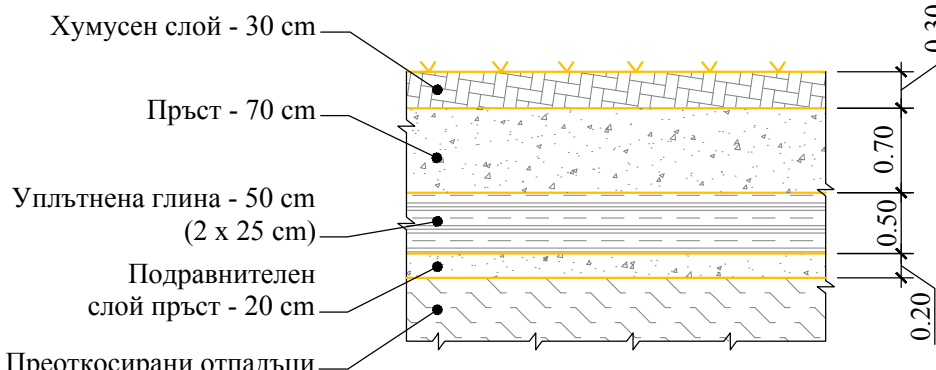 Хумусен слой - 30 cm
Пръст - 70 cm
Уплътнена глина - 50 cm
(2 x 25 cm)
Подравнителен
слой пръст - 20 cm
Преоткосирани отпадъци
0.30
0.70
0.50
0.20